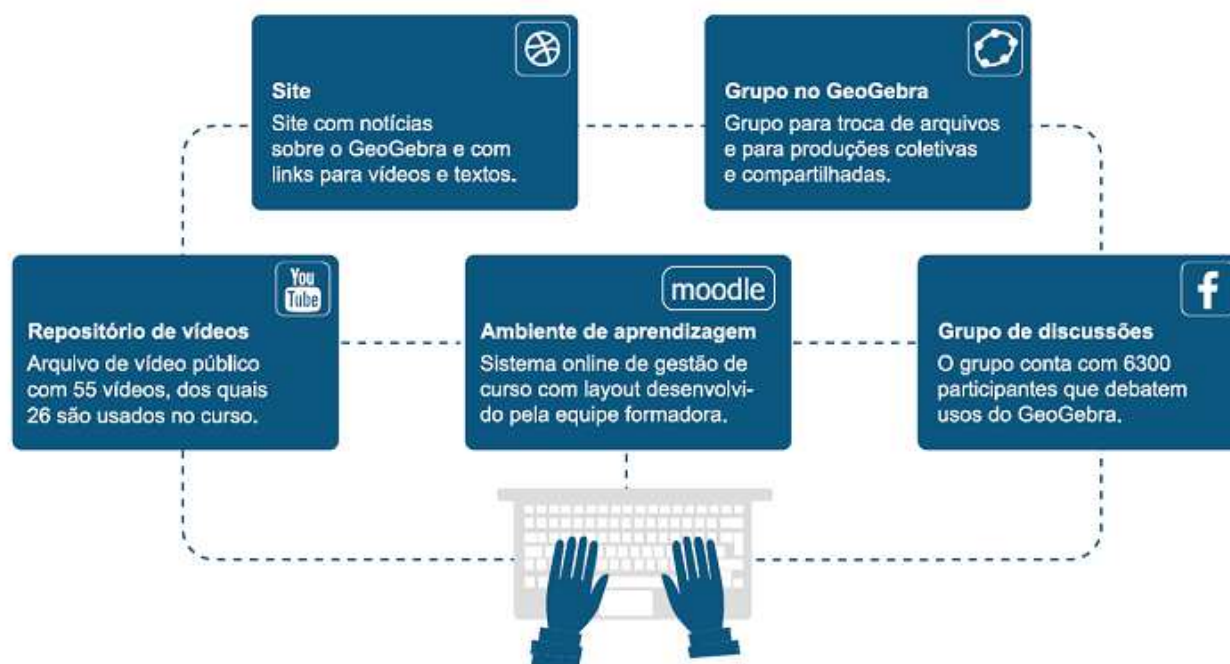 Site
Site com notícias
sobre o GeoGebra e com
links para vídeos e textos.
Grupo no GeoGebra
Grupo para troca de arquivos
e para produções coletivas
e compartilhadas.
You
Tube
Repositório de vídeos
Arquivo de vídeo público
com 55 vídeos, dos quais
26 são usados no curso.
moodle
Ambiente de aprendizagem
Sistema online de gestão de
curso com layout desenvolvi-
do pela equipe formadora.
f
Grupo de discussões
O grupo conta com 6300
participantes que debatem
usos do GeoGebra.